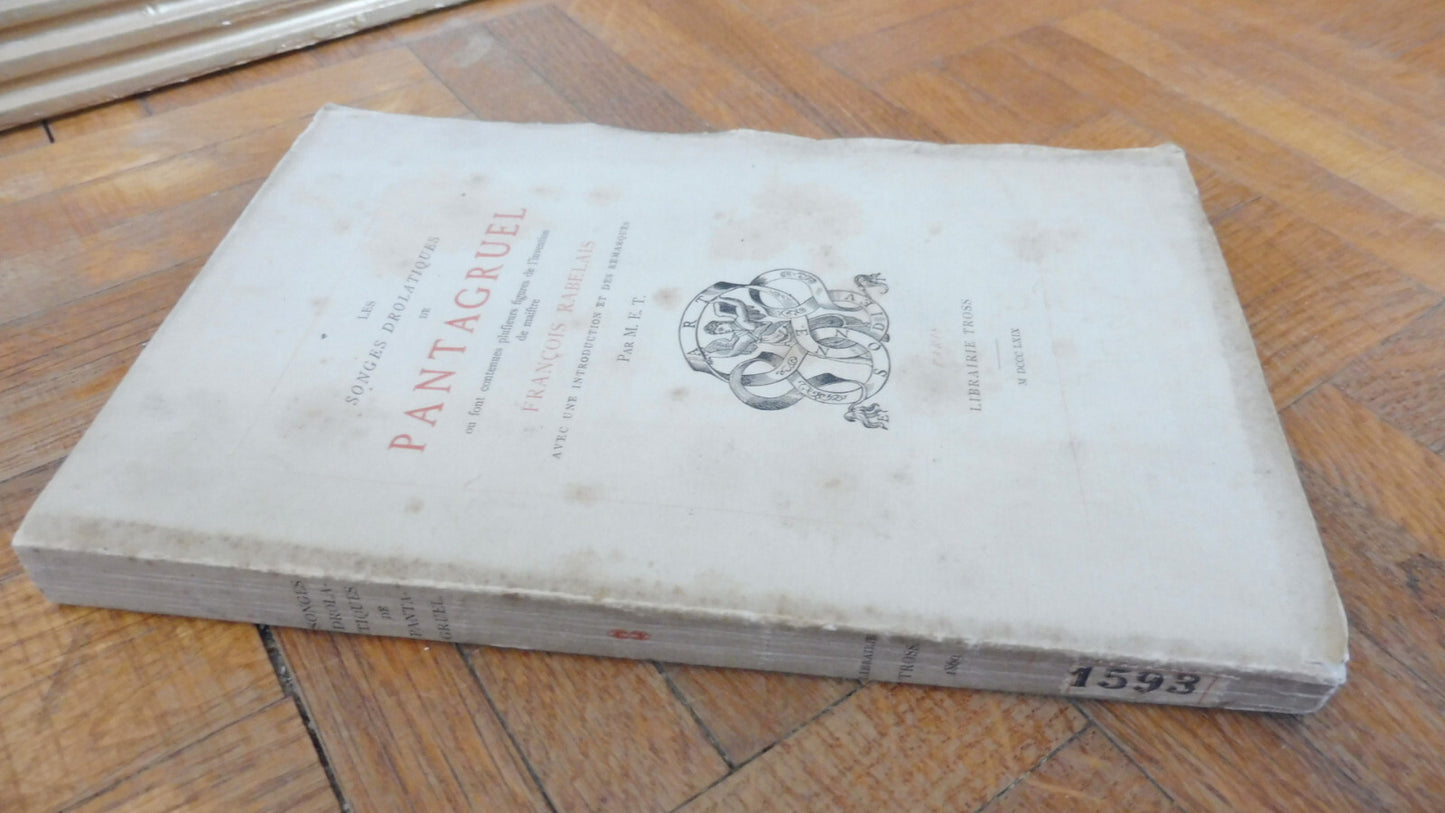 LES
SONGES DROLATIQUES
DE
PANTAGRUEL
ou ſont contenues pluſieurs figures de l'invention
de maiſtre
FRANÇOIS RABELAIS
AVEC UNE INTRODUCTION ET DES REMARQUES
PAR M. E. T.
PARIS
LIBRAIRIE TROSS
M DCCC LXIX
SONGES
DROLA-
TIQUES
DE
PANTA-
GRUEL.
LIBRAIRIE
TROSS
1593